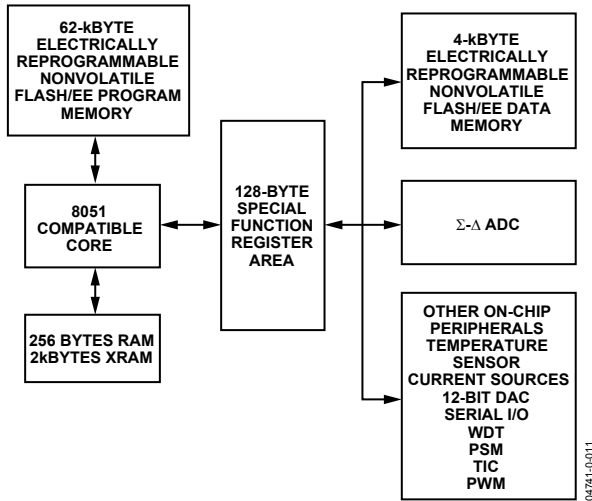 62-kBYTE
ELECTRICALLY
REPROGRAMMABLE
NONVOLATILE
FLASH/EE PROGRAM
MEMORY
8051
COMPATIBLE
CORE
256 BYTES RAM
2kBYTES XRAM
128-BYTE
SPECIAL
FUNCTION
REGISTER
AREA
4-kBYTE
ELECTRICALLY
REPROGRAMMABLE
NONVOLATILE
FLASH/EE DATA
MEMORY
Σ-Δ ADC
OTHER ON-CHIP
PERIPHERALS
TEMPERATURE
SENSOR
CURRENT SOURCES
12-BIT DAC
SERIAL I/O
WDT
PSM
TIC
PWM
04741-0-011